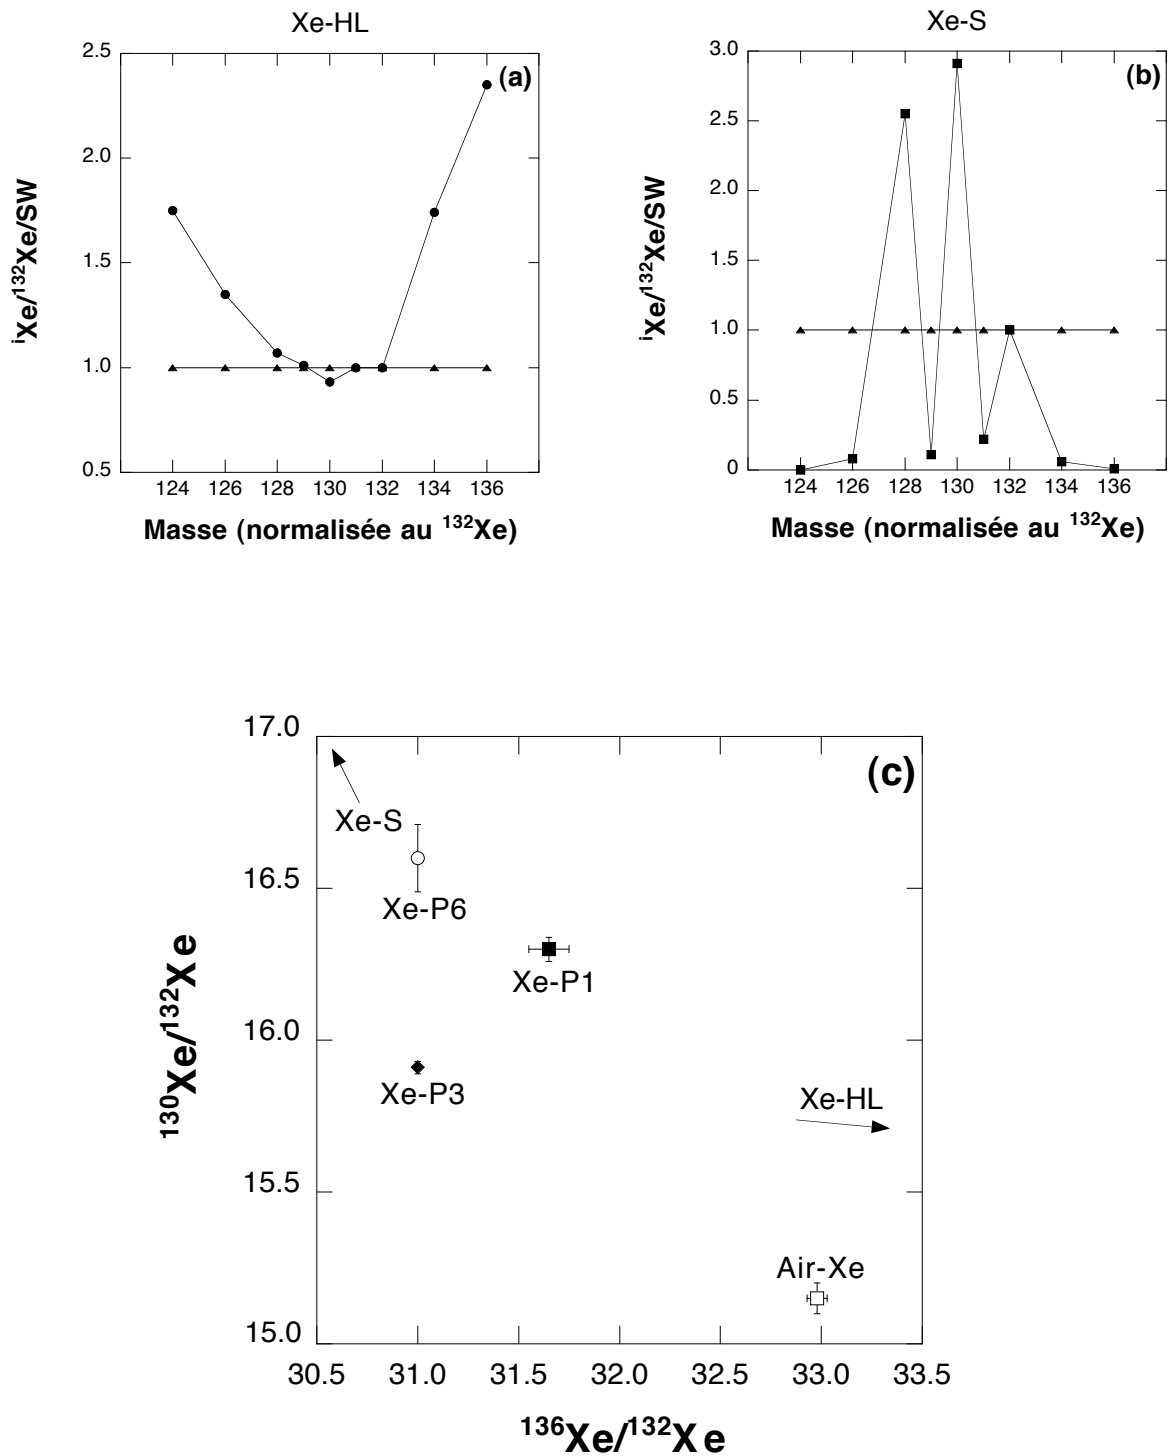 Xe-HL
(a)
2.5
2.0
1.5
1.0
0.5
ⁱXe/¹³²Xe/SW
124 126 128 130 132 134 136
Masse (normalisée au ¹³²Xe)
Xe-S
(b)
3.0
2.5
2.0
1.5
1.0
0.5
0
ⁱXe/¹³²Xe/SW
124 126 128 130 132 134 136
Masse (normalisée au ¹³²Xe)
(c)
17.0
16.5
16.0
15.5
15.0
¹³⁰Xe/¹³²Xe
Xe-S
Xe-P6
Xe-P1
Xe-P3
Xe-HL
Air-Xe
30.5 31.0 31.5 32.0 32.5 33.0 33.5
¹³⁶Xe/¹³²Xe